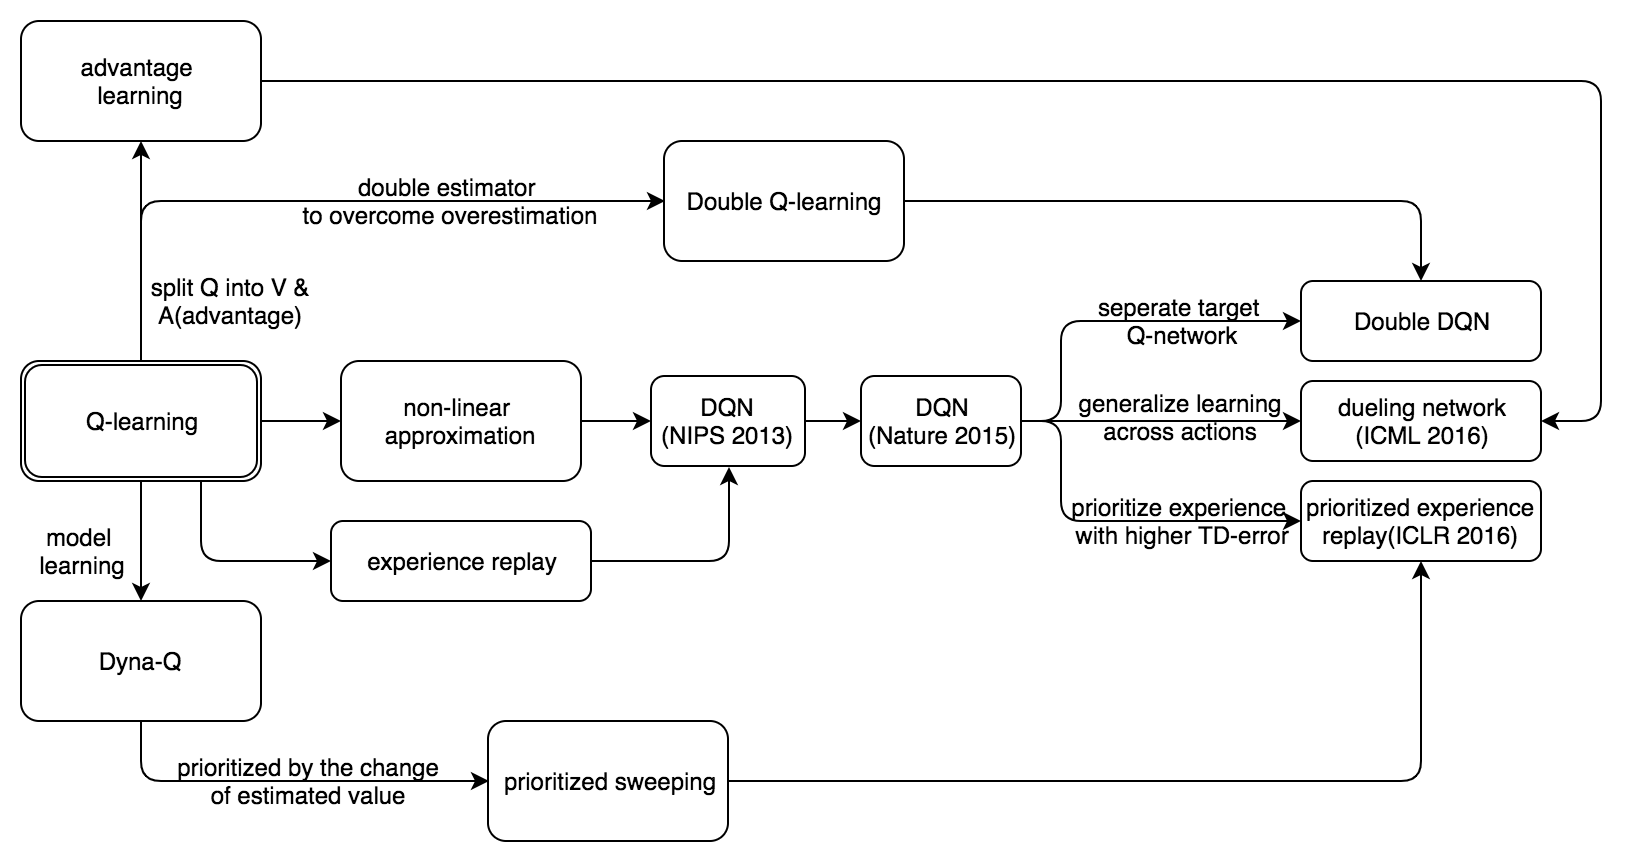 advantage
learning
double estimator
to overcome overestimation
Double Q-learning
split Q into V &
A(advantage)
seperate target
Q-network
Double DQN
Q-learning
non-linear
approximation
DQN
(NIPS 2013)
DQN
(Nature 2015)
generalize learning
across actions
dueling network
(ICML 2016)
prioritize experience
with higher TD-error
prioritized experience
replay(ICLR 2016)
model
learning
experience replay
Dyna-Q
prioritized by the change
of estimated value
prioritized sweeping